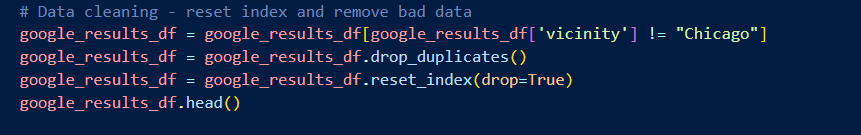 # Data cleaning - reset index and remove bad data
google_results_df = google_results_df[google_results_df['vicinity'] != "Chicago"]
google_results_df = google_results_df.drop_duplicates()
google_results_df = google_results_df.reset_index(drop=True)
google_results_df.head()